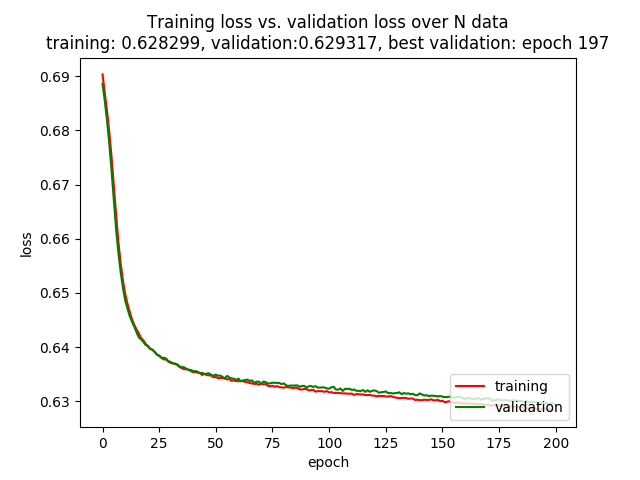 Training loss vs. validation loss over N data
training: 0.628299, validation:0.629317, best validation: epoch 197
0.69
0.68
0.67
0.66
0.65
0.64
0.63
loss
training
validation
0 25 50 75 100 125 150 175 200
epoch